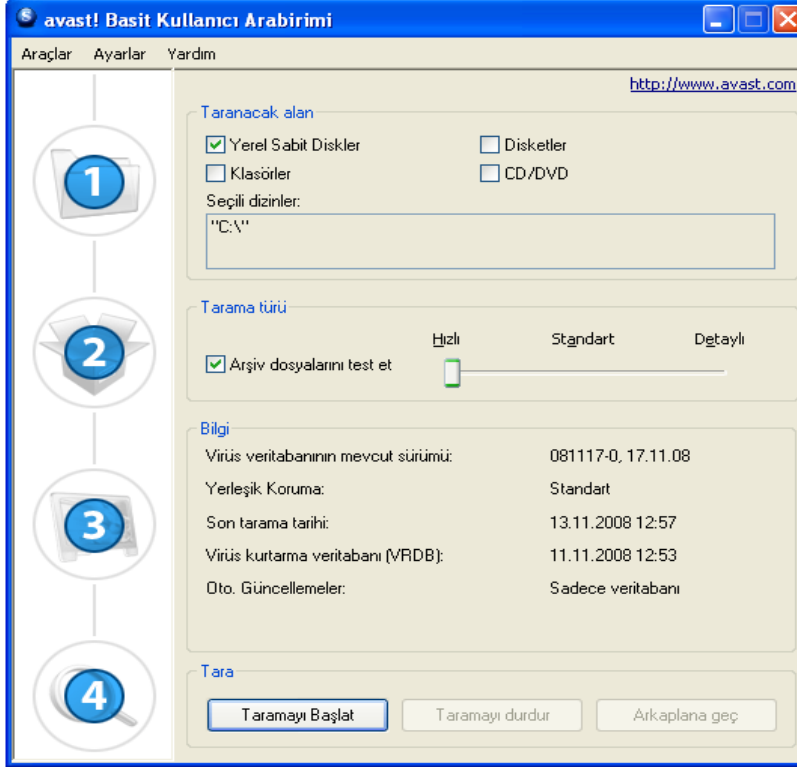 avast! Basit Kullanıcı Arabirimi
Araçlar Ayarlar Yardım
http://www.avast.com
Taranacak alan
Yerel Sabit Diskler Disketler
Klasörler CD/DVD
Seçili dizinler:
"C:\"
Tarama türü
Hızlı Standart Detaylı
Arşiv dosyalarını test et
Bilgi
Virüs veritabanının mevcut sürümü: 081117-0, 17.11.08
Yerleşik Koruma: Standart
Son tarama tarihi: 13.11.2008 12:57
Virüs kurtarma veritabanı (VRDB): 11.11.2008 12:53
Oto. Güncellemeler: Sadece veritabanı
Tara
Taramayı Başlat Taramayı durdur Arkaplana geç
1
2
3
4